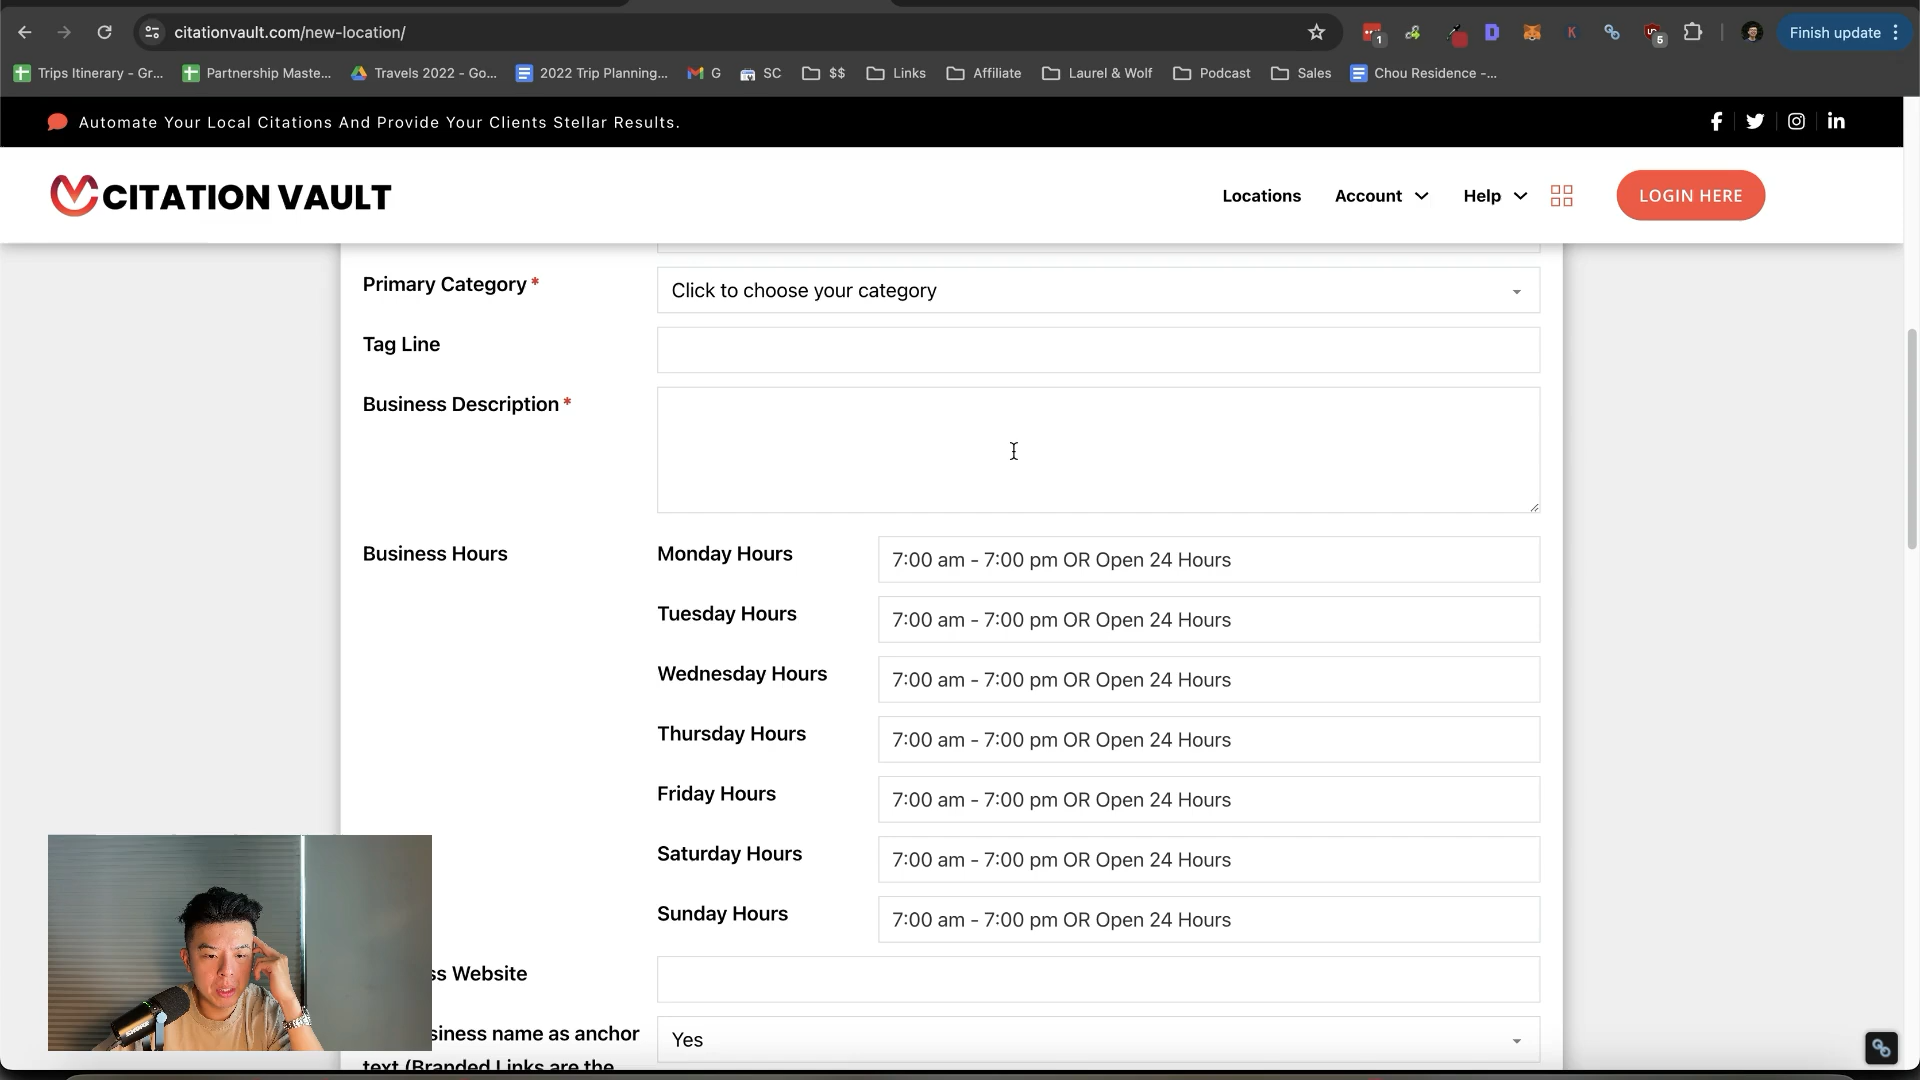 citationvault.com/new-location/
1
K
5
Finish update
Trips Itinerary - Gr...
Partnership Maste...
Travels 2022 - Go...
2022 Trip Planning...
G
SC
$$
Links
Affiliate
Laurel & Wolf
Podcast
Sales
Chou Residence -...
Automate Your Local Citations And Provide Your Clients Stellar Results.
CITATION VAULT
Locations
Account
Help
LOGIN HERE
Primary Category *
Click to choose your category
Tag Line
Business Description *
Business Hours
Monday Hours
7:00 am - 7:00 pm OR Open 24 Hours
Tuesday Hours
7:00 am - 7:00 pm OR Open 24 Hours
Wednesday Hours
7:00 am - 7:00 pm OR Open 24 Hours
Thursday Hours
7:00 am - 7:00 pm OR Open 24 Hours
Friday Hours
7:00 am - 7:00 pm OR Open 24 Hours
Saturday Hours
7:00 am - 7:00 pm OR Open 24 Hours
Sunday Hours
7:00 am - 7:00 pm OR Open 24 Hours
ss Website
siness name as anchor
text (Branded Links are the
Yes